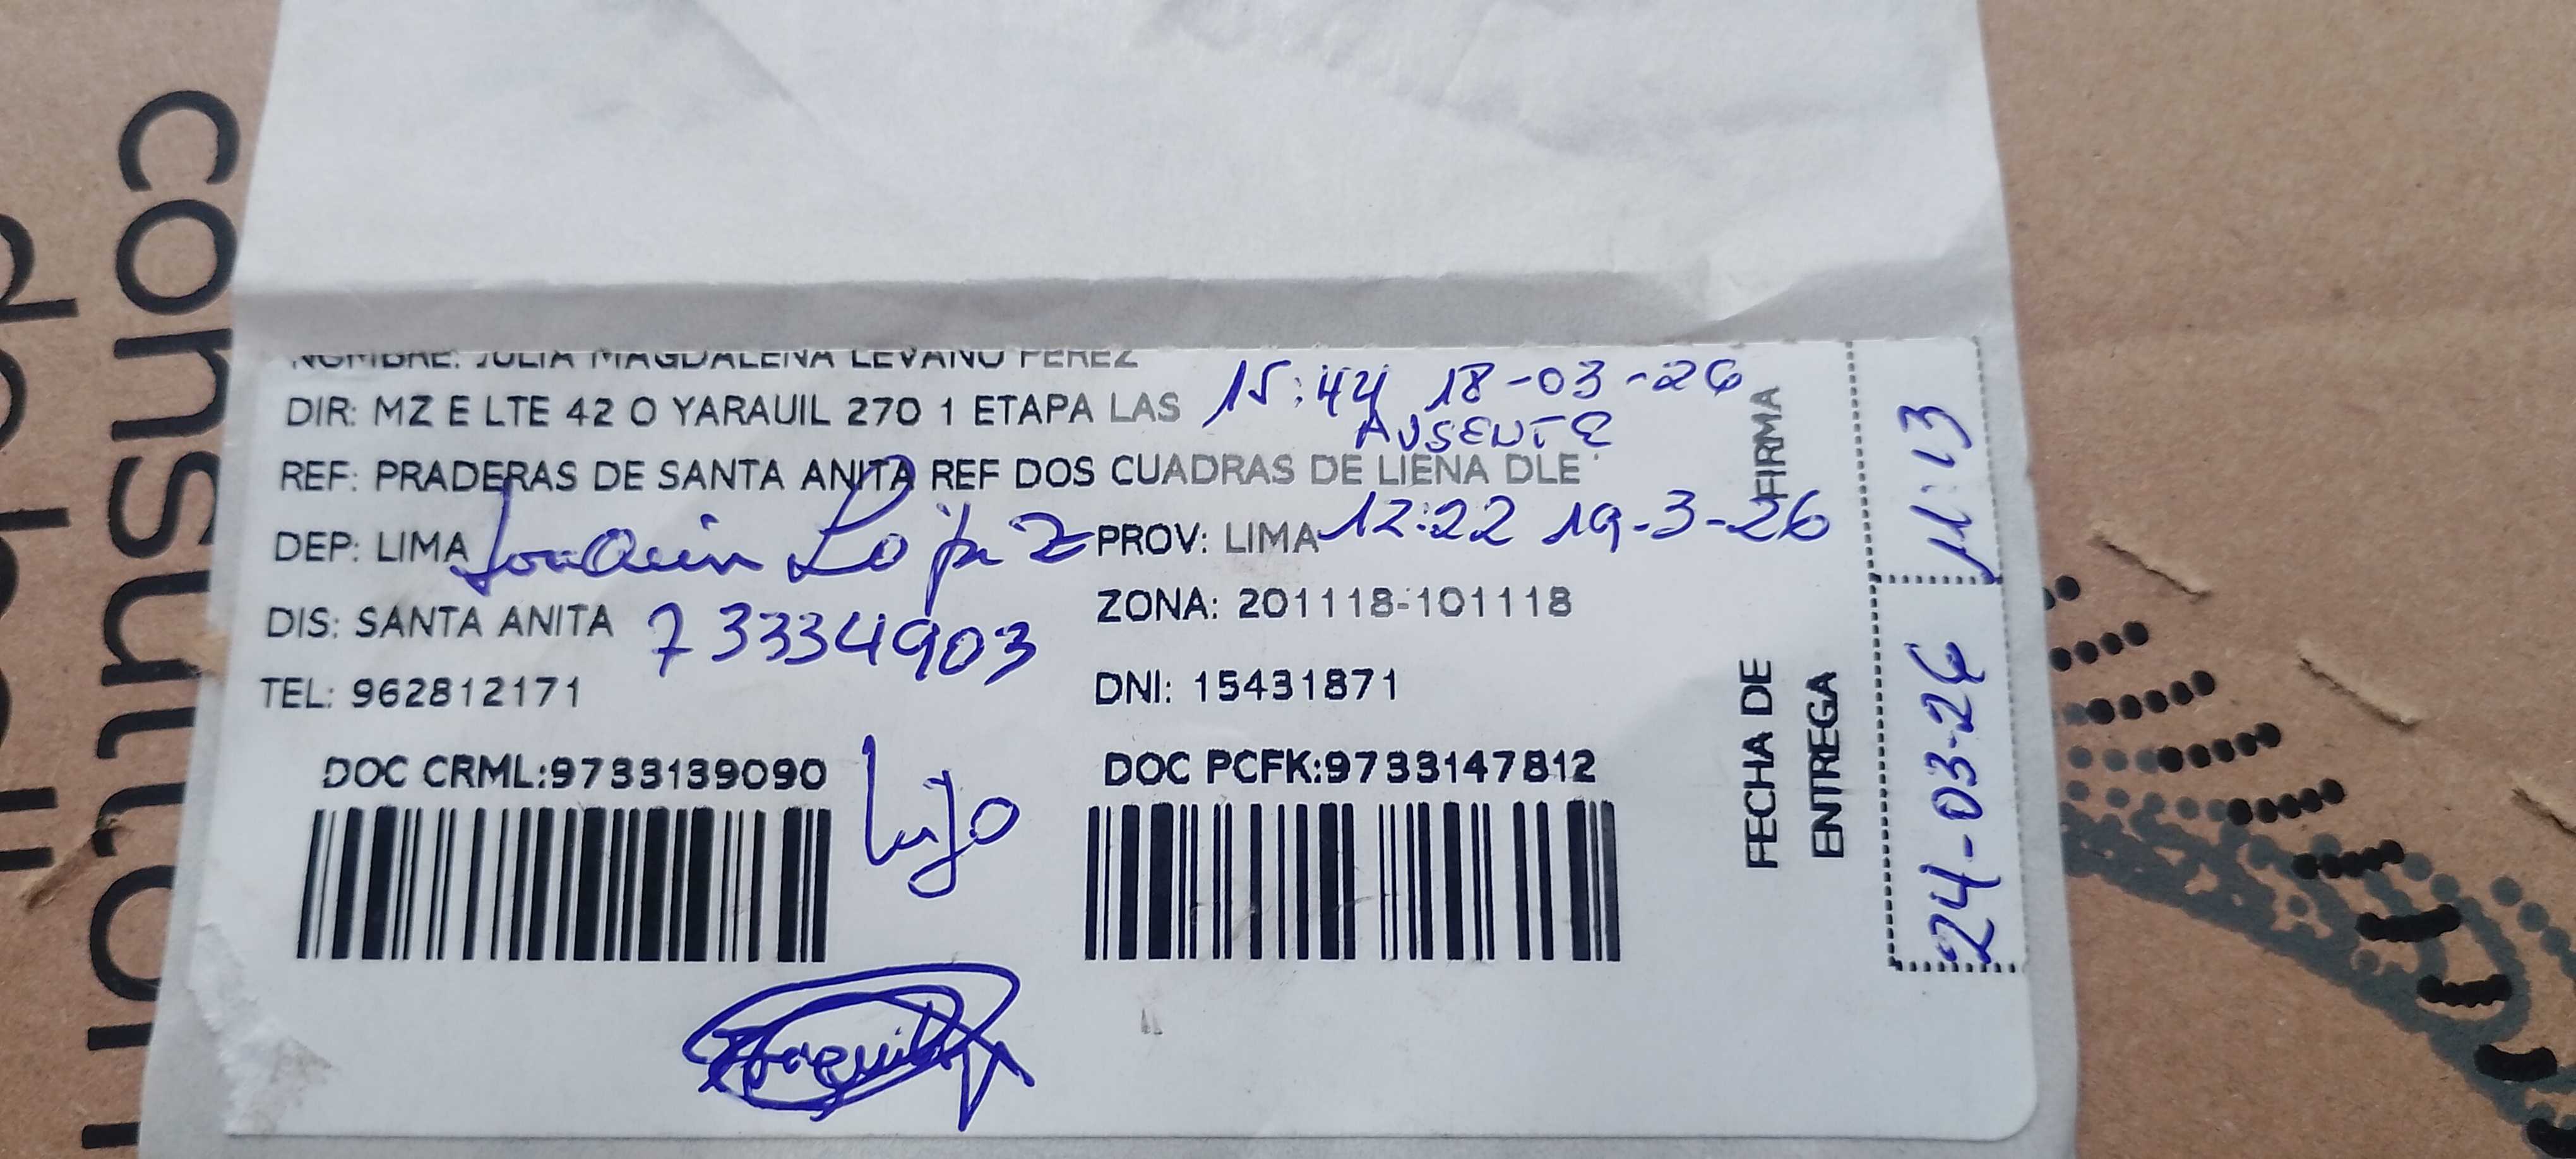 NOMBRE: JULIA MAGDALENA LEVANO PEREZ
15:44 18-03-26
DIR: MZ E LTE 42 O YARAUIL 270 1 ETAPA LAS
AUSENTE
REF: PRADERAS DE SANTA ANITA REF DOS CUADRAS DE LIENA DLE
DEP: LIMA
Joaquin Lopez
PROV: LIMA
12:22 19-3-26
DIS: SANTA ANITA
73334903
ZONA: 201118-101118
TEL: 962812171
DNI: 15431871
DOC CRML:9733139090
hijo
DOC PCFK:9733147812
FIRMA
11:13
FECHA DE
ENTREGA
24-03-26